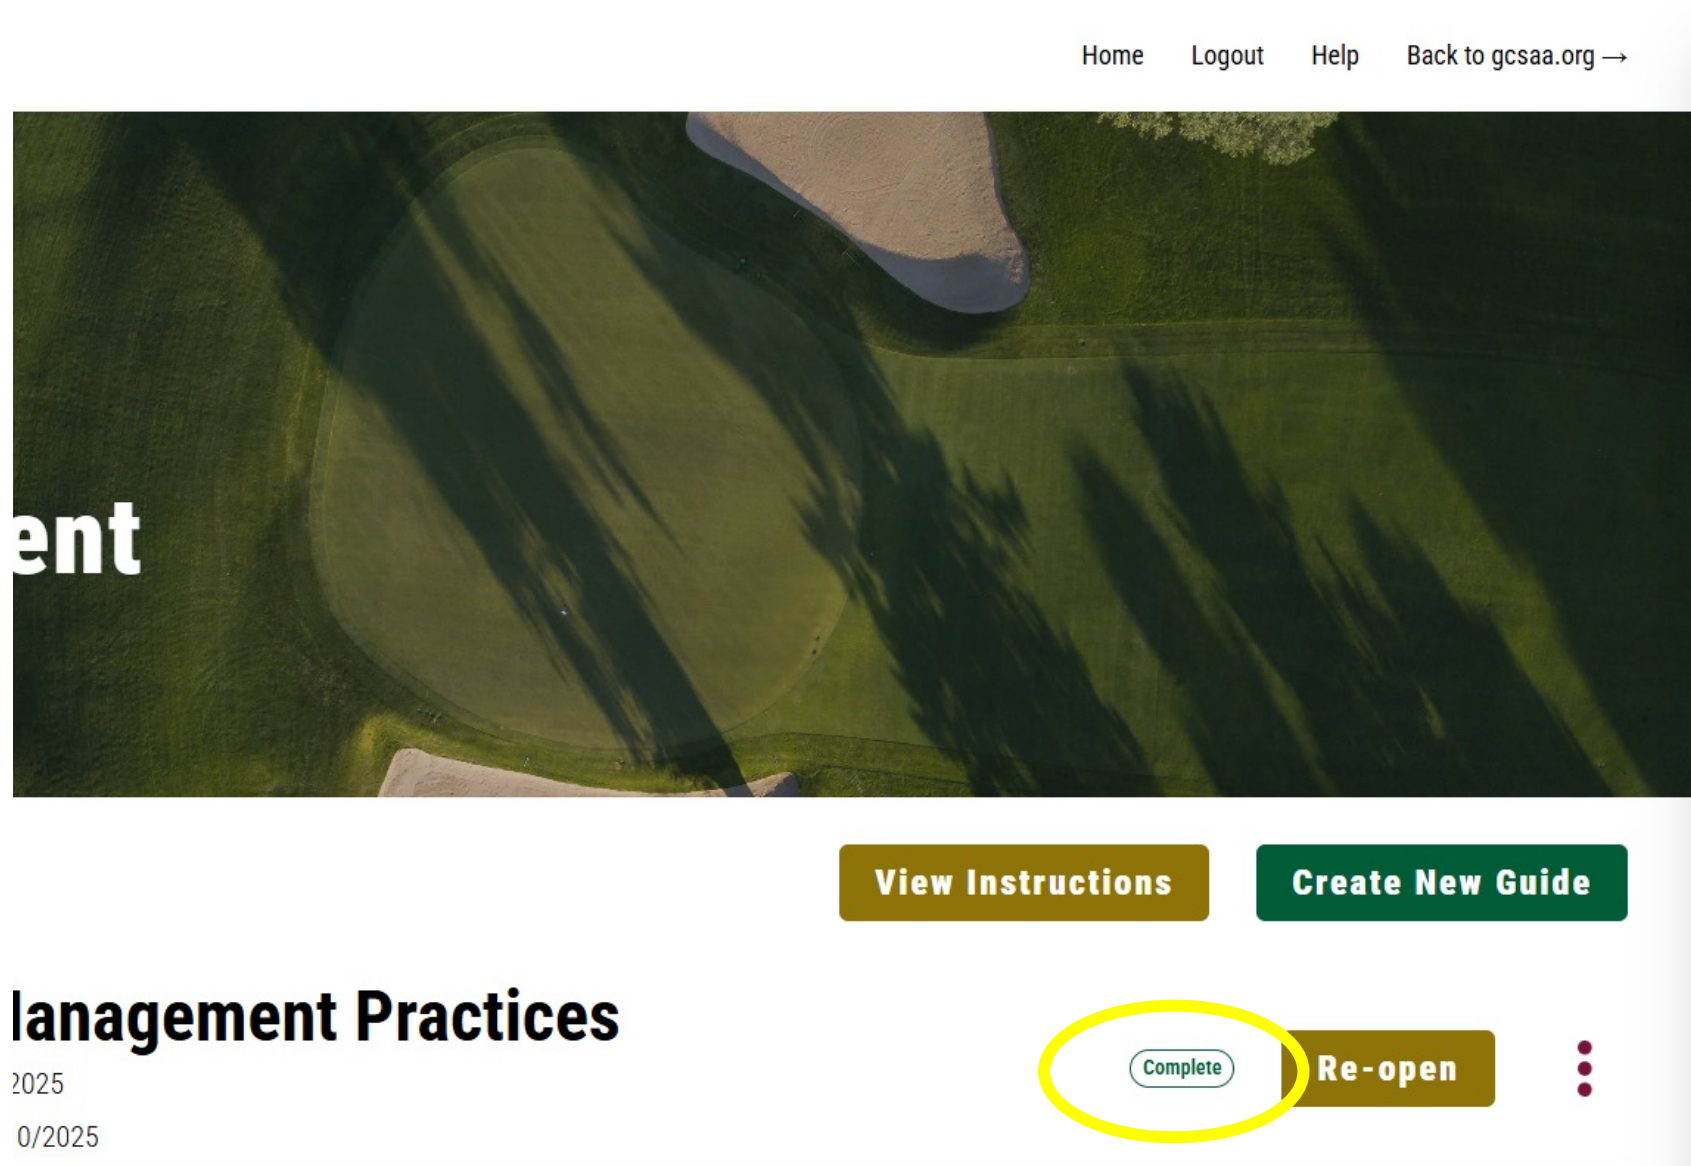 Home Logout Help Back to gcsaa.org →
ent
View Instructions Create New Guide
lanagement Practices
Complete Re-open
2025
0/2025